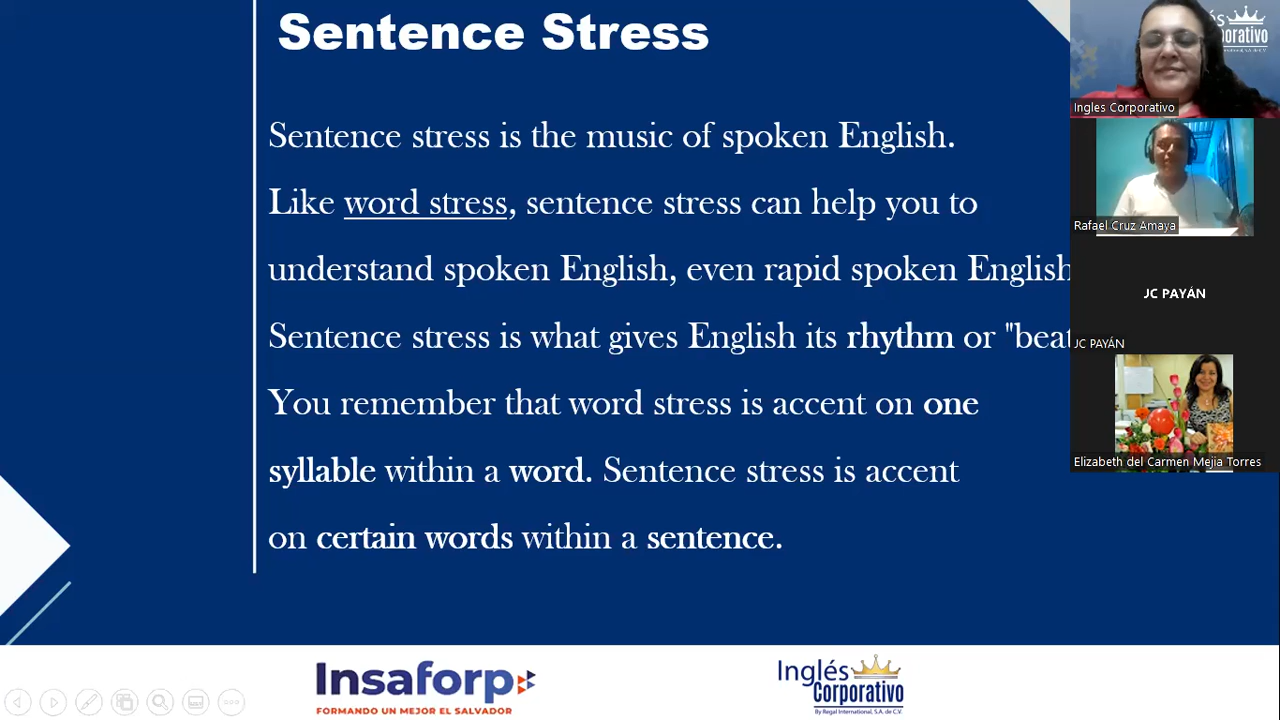 Sentence Stress
Sentence stress is the music of spoken English.
Like word stress, sentence stress can help you to
understand spoken English, even rapid spoken English
Sentence stress is what gives English its rhythm or "beat
You remember that word stress is accent on one
syllable within a word. Sentence stress is accent
on certain words within a sentence.
Ingles Corporativo
Rafael Cruz Amaya
JC PAYÁN
JC PAYÁN
Elizabeth del Carmen Mejia Torres
Insaforp
FORMANDO UN MEJOR EL SALVADOR
Inglés
Corporativo
By Regal International, S.A. de C.V.